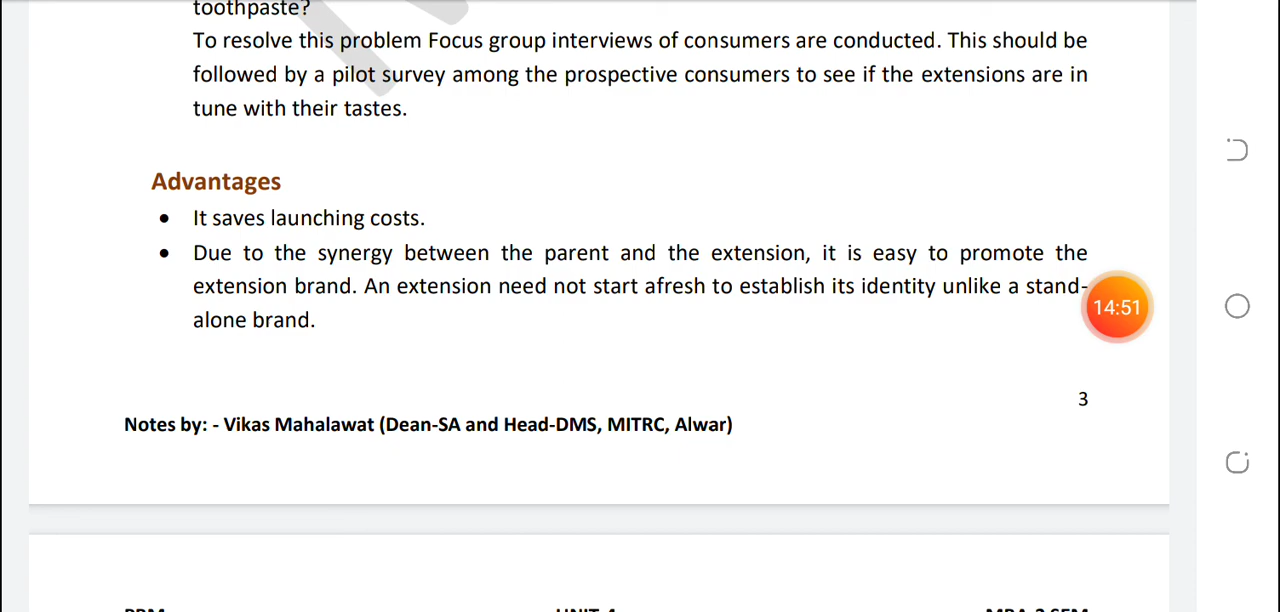 toothpaste?
To resolve this problem Focus group interviews of consumers are conducted. This should be
followed by a pilot survey among the prospective consumers to see if the extensions are in
tune with their tastes.
Advantages
• It saves launching costs.
• Due to the synergy between the parent and the extension, it is easy to promote the
extension brand. An extension need not start afresh to establish its identity unlike a stand-
alone brand.
14:51
3
Notes by: - Vikas Mahalawat (Dean-SA and Head-DMS, MITRC, Alwar)